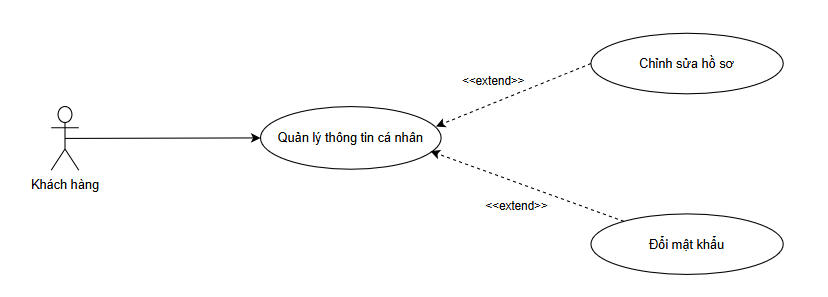 Chỉnh sửa hồ sơ
<<extend>>
Quản lý thông tin cá nhân
Khách hàng
<<extend>>
Đổi mật khẩu